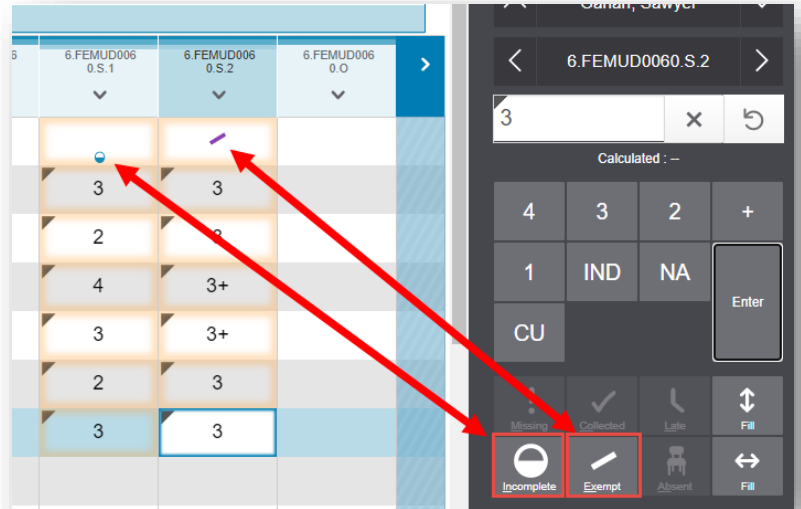 6 6.FEMUD006 6.FEMUD006 6.FEMUD006
0.S.1 0.S.2 0.O
3 3
2
4 3+
3 3+
2 3
3 3
Sawyer
6.FEMUD0060.S.2
3
Calculated : --
4 3 2 +
1 IND NA
Enter
CU
Missing Collected Late Fill
Incomplete Exempt Absent Fill